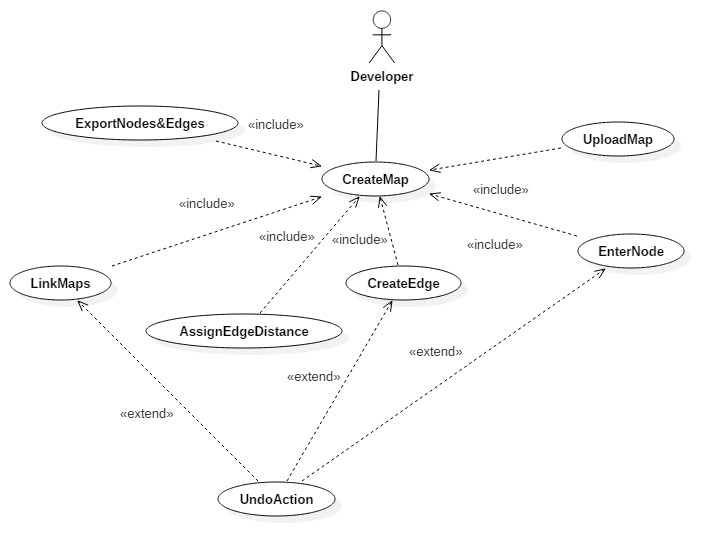 Developer
ExportNodes&Edges
«include»
UploadMap
CreateMap
«include»
«include»
«include»
«include»
«include»
EnterNode
LinkMaps
CreateEdge
AssignEdgeDistance
«extend»
«extend»
«extend»
UndoAction